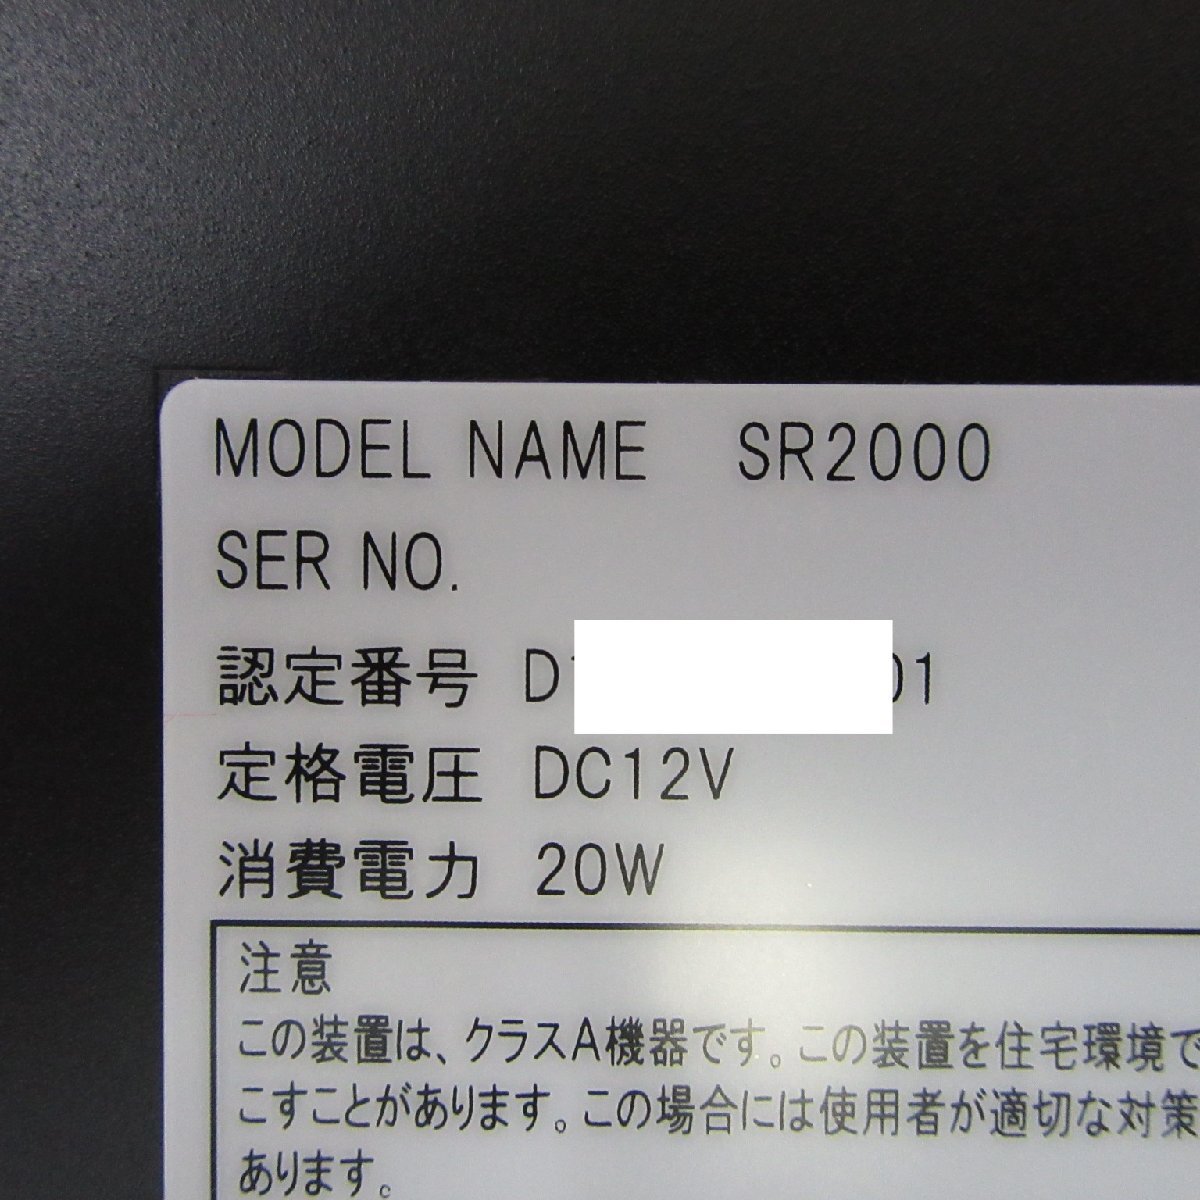 MODEL NAME SR2000
SER NO.
認定番号 D1 01
定格電圧 DC12V
消費電力 20W
注意
この装置は、クラスA機器です。この装置を住宅環境で
こすことがあります。この場合には使用者が適切な対策
あります。